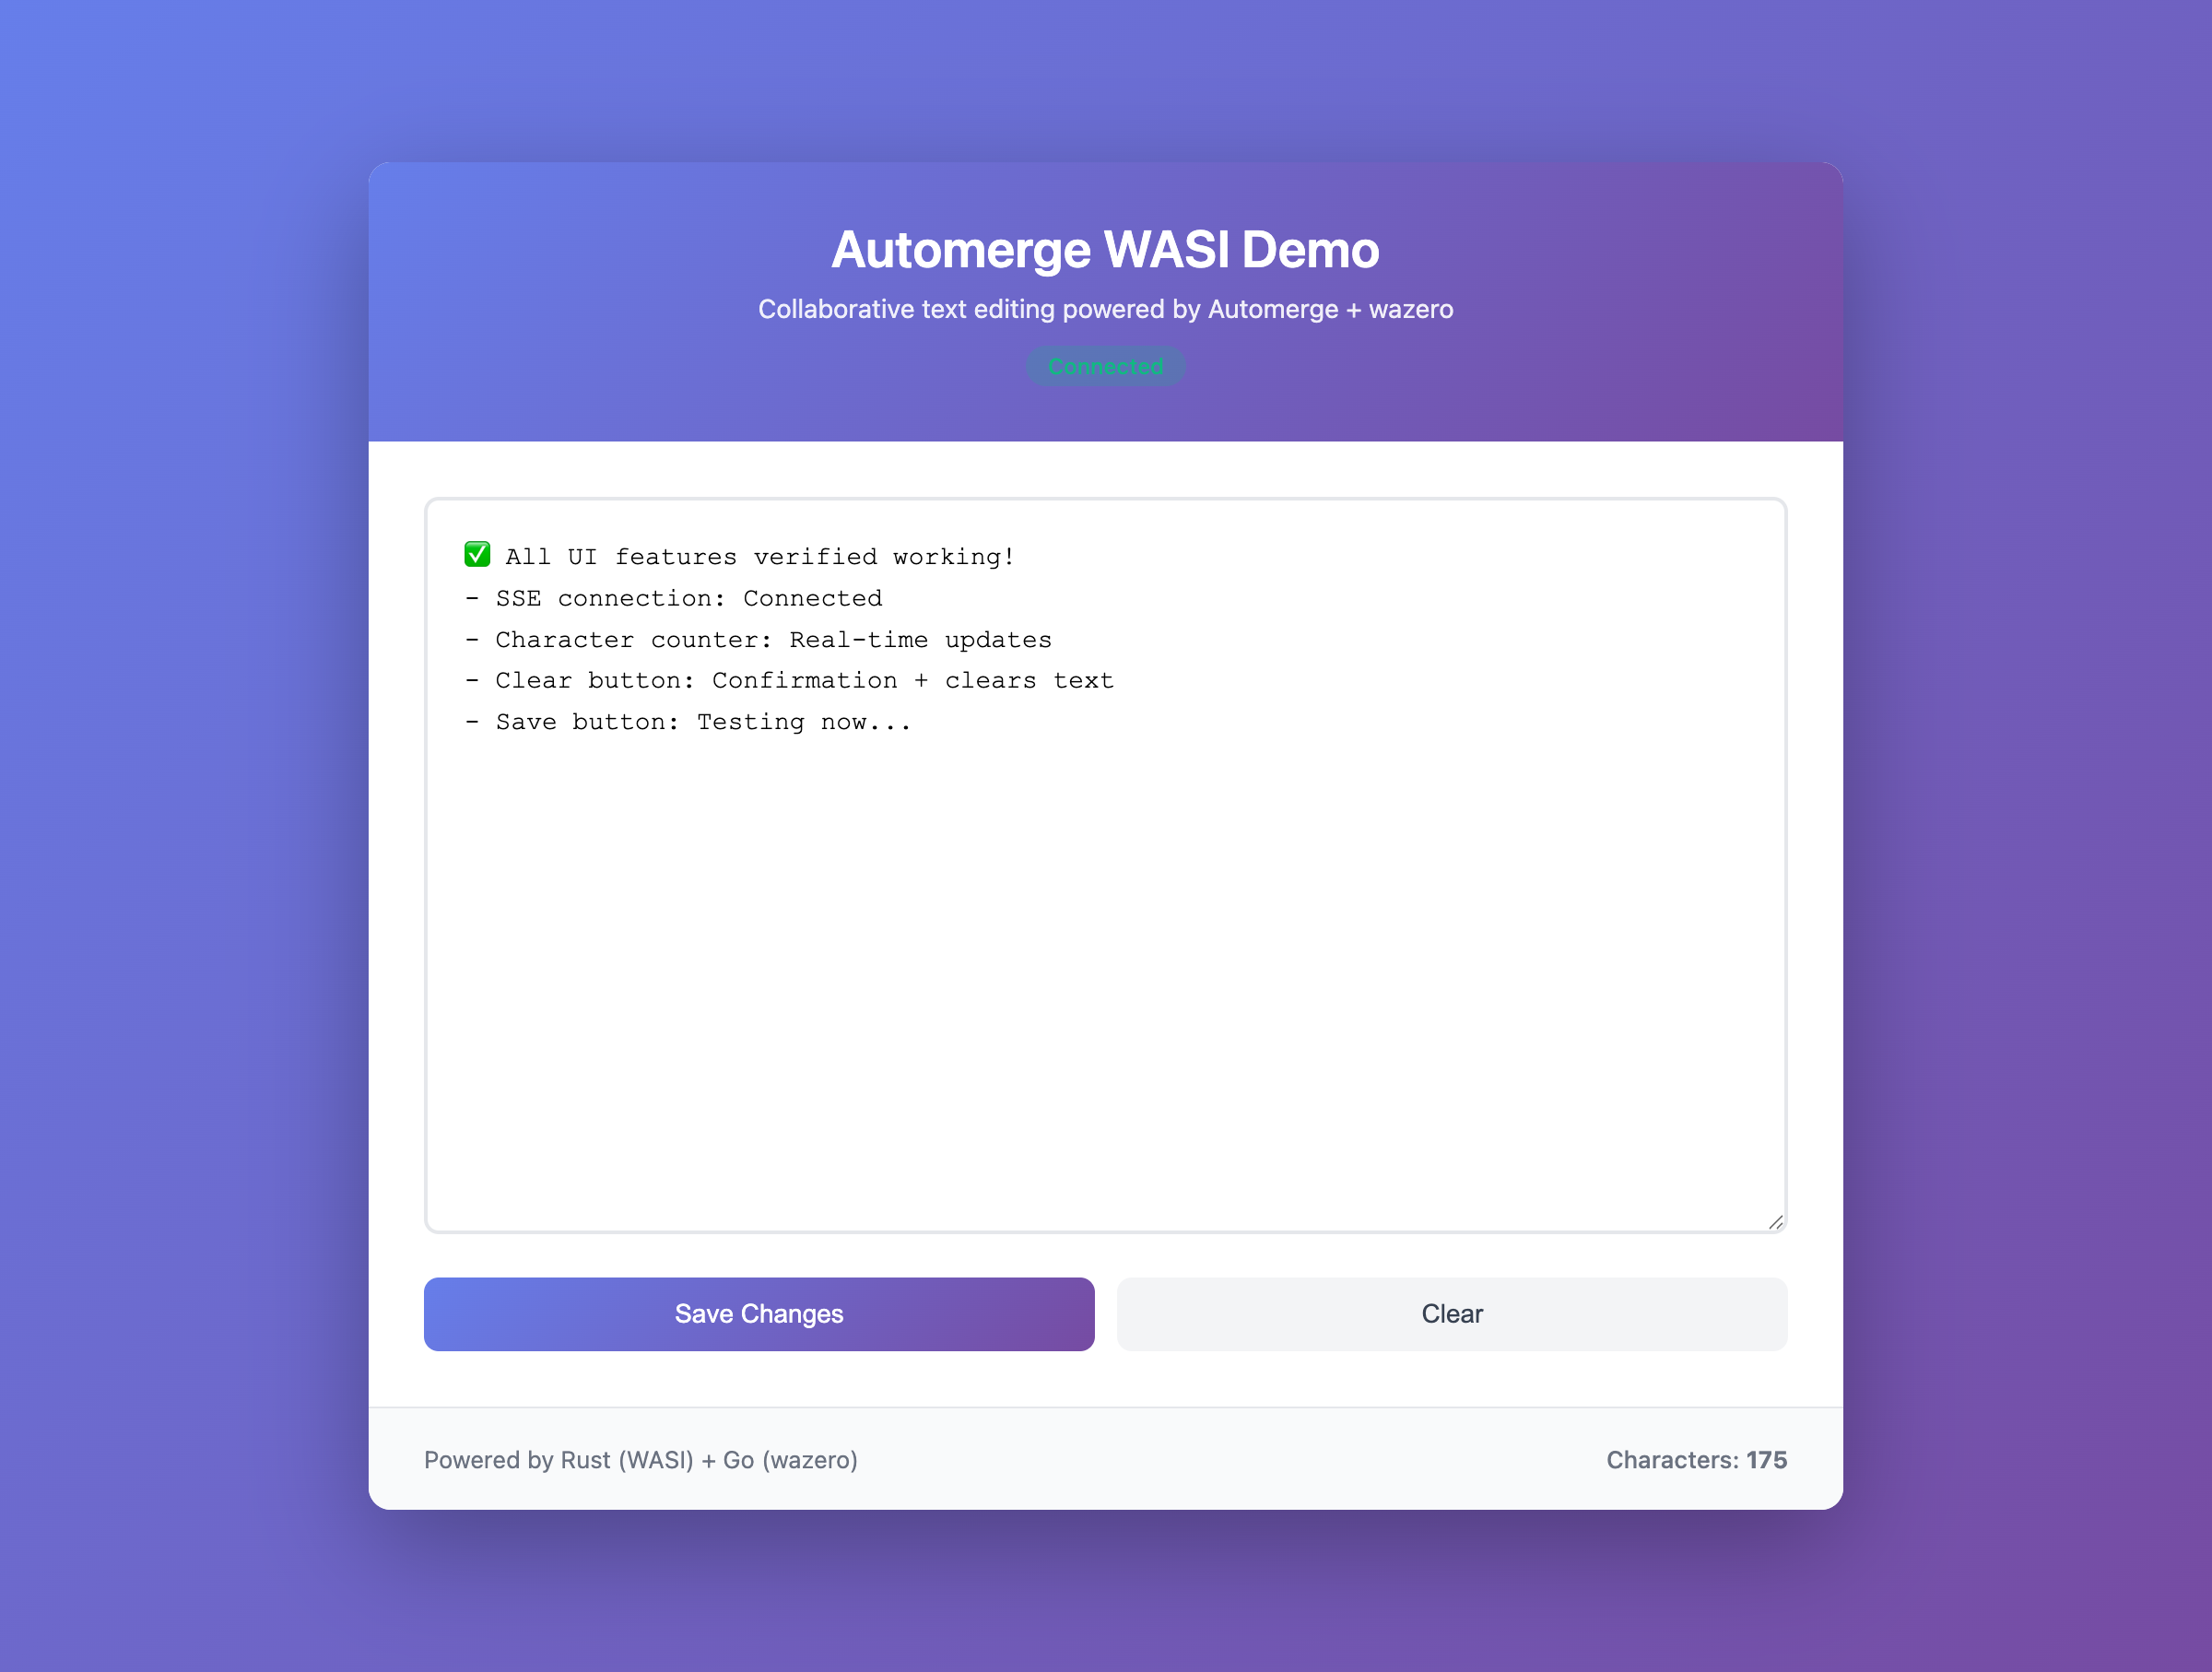 Automerge WASI Demo
Collaborative text editing powered by Automerge + wazero
Connected
✅ All UI features verified working!
- SSE connection: Connected
- Character counter: Real-time updates
- Clear button: Confirmation + clears text
- Save button: Testing now...
Save Changes
Clear
Powered by Rust (WASI) + Go (wazero)
Characters: 175